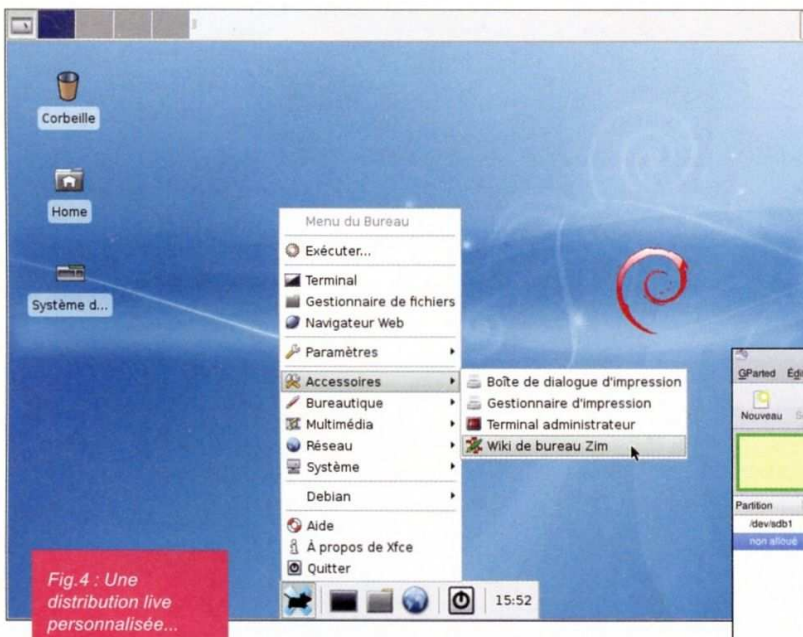 Corbeille
Home
Système d...
Menu du Bureau
Exécuter...
Terminal
Gestionnaire de fichiers
Navigateur Web
Paramètres
Accessoires
Bureautique
Multimédia
Réseau
Système
Debian
Aide
À propos de Xfce
Quitter
Boîte de dialogue d'impression
Gestionnaire d'impression
Terminal administrateur
Wiki de bureau Zim
15:52
Fig.4 : Une
distribution live
personnalisée...
GParted
Nouveau
Partition
/dev/sdb1
non alloué